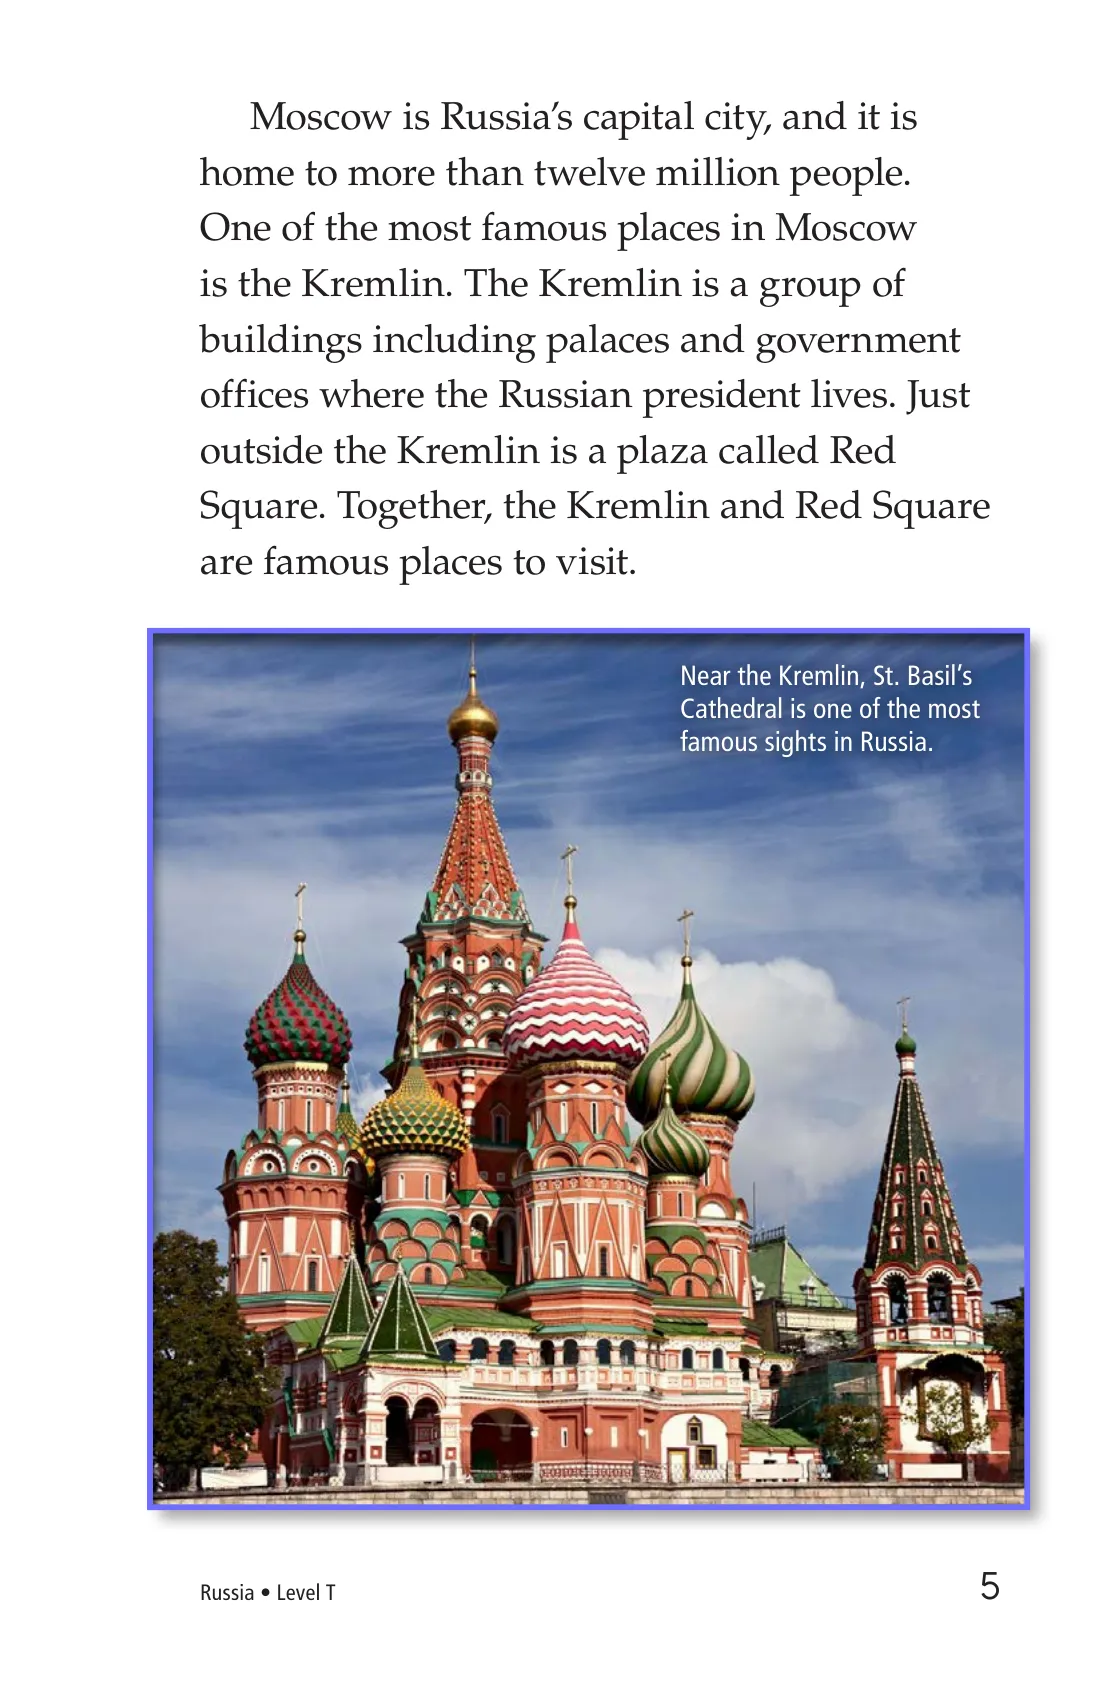 Moscow is Russia’s capital city, and it is
home to more than twelve million people.
One of the most famous places in Moscow
is the Kremlin. The Kremlin is a group of
buildings including palaces and government
offices where the Russian president lives. Just
outside the Kremlin is a plaza called Red
Square. Together, the Kremlin and Red Square
are famous places to visit.
Near the Kremlin, St. Basil’s
Cathedral is one of the most
famous sights in Russia.
Russia • Level T
5